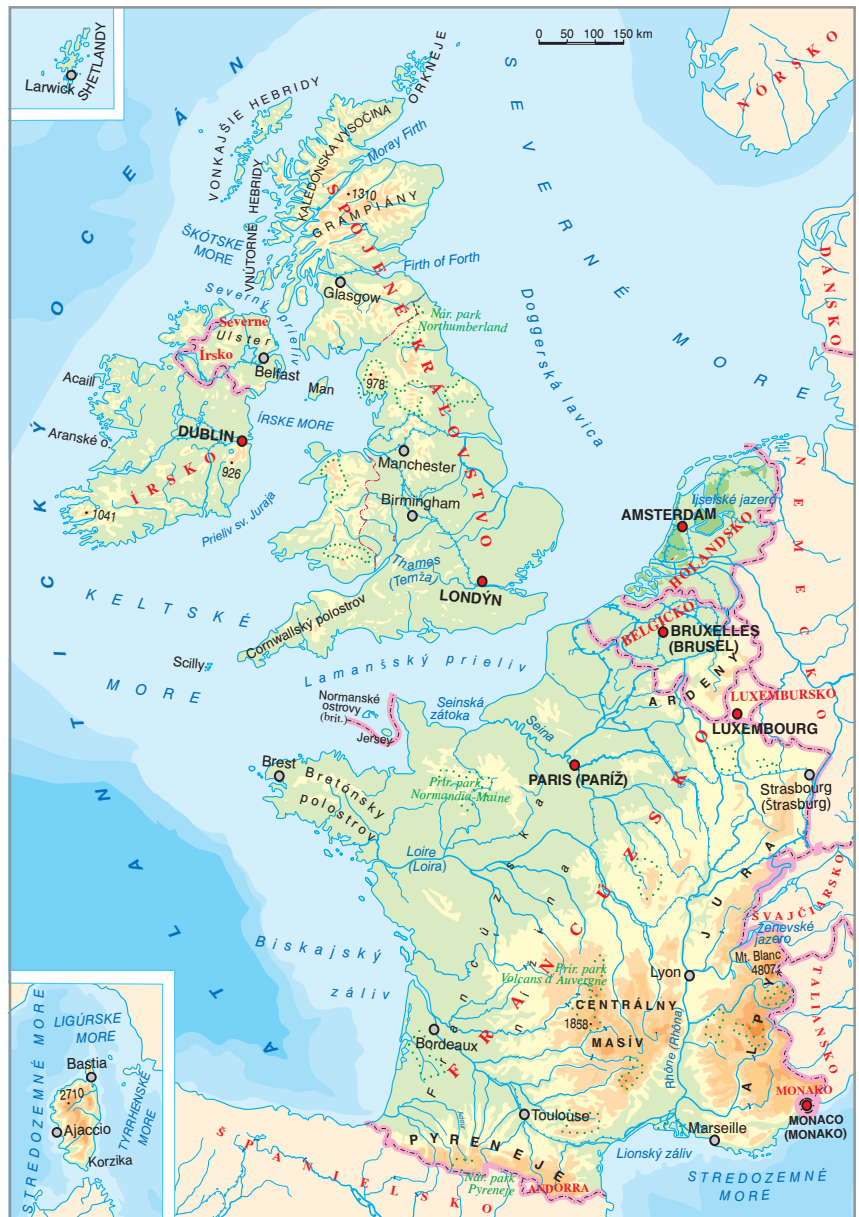 0 50 100 150 km
Larwick
SHETLANDY
ORKNEJE
NÓRSKO
SEVERNÉ MORE
VONKAJŠIE HEBRIDY
KALEDÓNSKA VYSOČINA
Moray Firth
VNÚTORNÉ HEBRIDY
1310
GRAMPIANY
SPOJENÉ KRÁĽOVSTVO
ŠKÓTSKE
MORE
Firth of Forth
Glasgow
DÁNSKO
Severný prieliv
Nár. park
Northumberland
Doggerská lavica
Severné
Írsko
Ulster
Belfast
Man
978
Acaill
ÍRSKE MORE
Aranské o.
DUBLIN
ÍRSKO
926
1041
Manchester
Birmingham
Prieliv sv. Juraja
NEMECKO
Ijselské jazero
AMSTERDAM
HOLANDSKO
Thames
(Temža)
LONDÝN
ATLANTICKÝ OCEÁN
KELTSKÉ
MORE
Cornwallský polostrov
BELGICKO
BRUXELLES
(BRUSEL)
Scilly
Lamanšský prieliv
ARDENY
LUXEMBURSKO
LUXEMBOURG
Normanské
ostrovy
(brit.)
Jersey
Seinská
zátoka
Seina
Brest
Bretónsky
polostrov
PARIS (PARÍŽ)
Prír. park
Normandia-Maine
Strasbourg
(Štrasburg)
Loire
(Loira)
FRANCÚZSKO
Francúzska nížina
JURA
ŠVAJČIARSKO
Ženevské
jazero
Biskajský
záliv
Mt. Blanc
4807
Lyon
Prír. park
Volcans d'Auvergne
CENTRÁLNY
MASÍV
1858
TALIANSKO
ALPY
Rhône (Rhôna)
Bordeaux
LIGÚRSKE
MORE
Bastia
2710
Ajaccio
Korzika
STREDOZEMNÉ MORE
TYRRHENSKÉ
MORE
MONAKO
MONACO
(MONAKO)
Toulouse
Marseille
PYRENEJE
Lionský záliv
ŠPANIELSKO
Nár. park
Pyreneje
ANDORRA
STREDOZEMNÉ
MORE